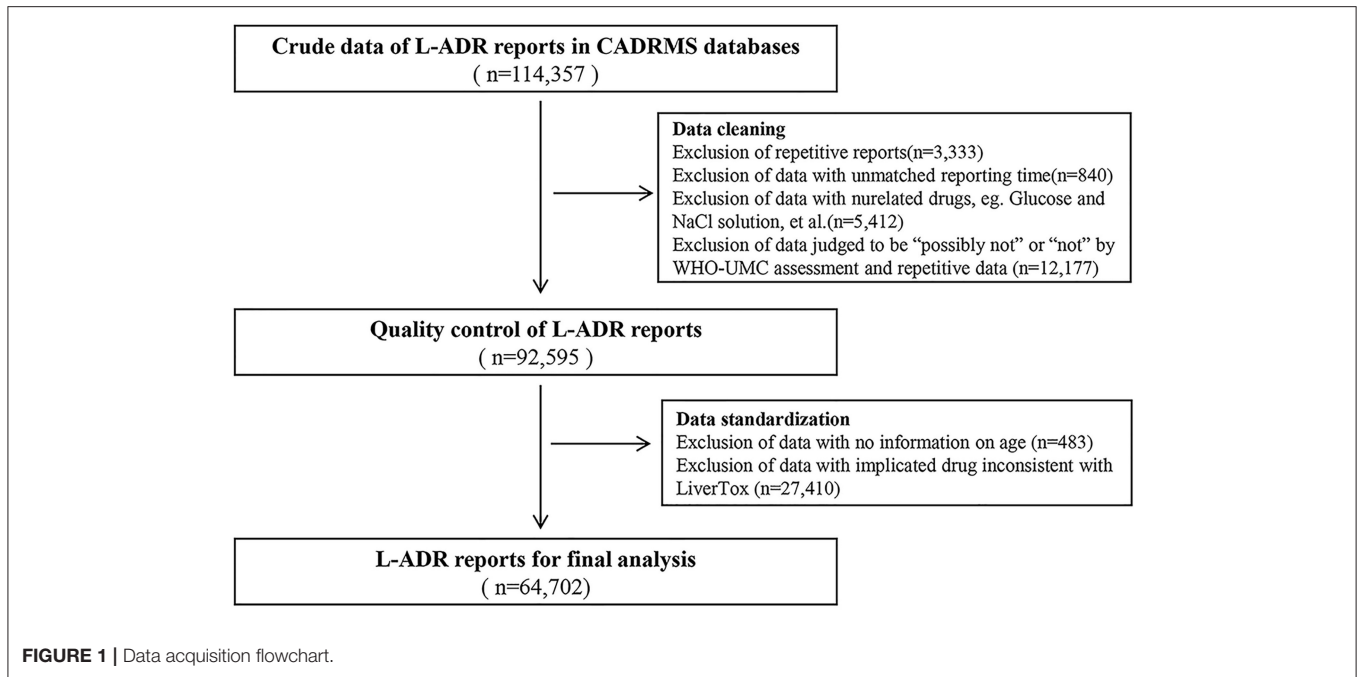 Crude data of L-ADR reports in CADRMS databases
( n=114,357 )
Data cleaning
Exclusion of repetitive reports(n=3,333)
Exclusion of data with unmatched reporting time(n=840)
Exclusion of data with nurelated drugs, eg. Glucose and
NaCl solution, et al.(n=5,412)
Exclusion of data judged to be “possibly not” or “not” by
WHO-UMC assessment and repetitive data (n=12,177)
Quality control of L-ADR reports
( n=92,595 )
Data standardization
Exclusion of data with no information on age (n=483)
Exclusion of data with implicated drug inconsistent with
LiverTox (n=27,410)
L-ADR reports for final analysis
( n=64,702)
FIGURE 1 | Data acquisition flowchart.